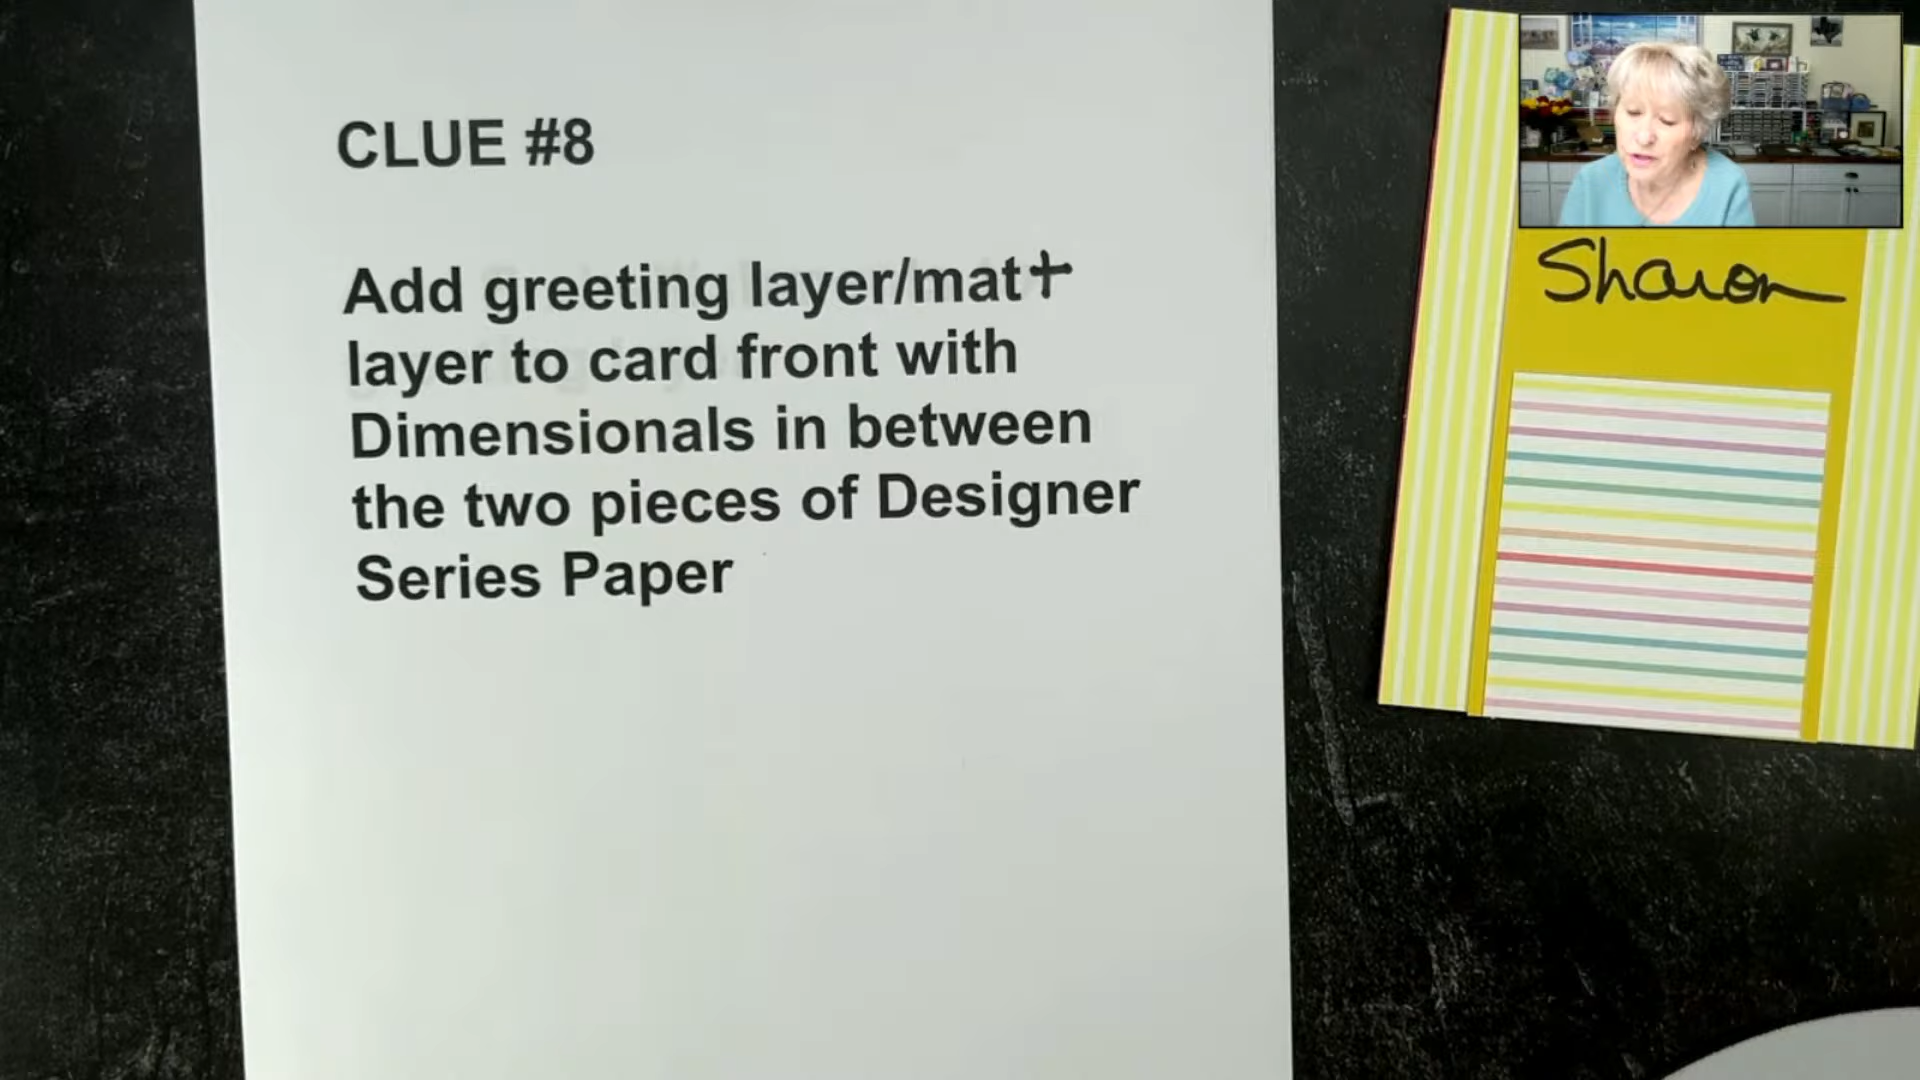 CLUE #8
Add greeting layer/mat+
layer to card front with
Dimensionals in between
the two pieces of Designer
Series Paper
Sharon